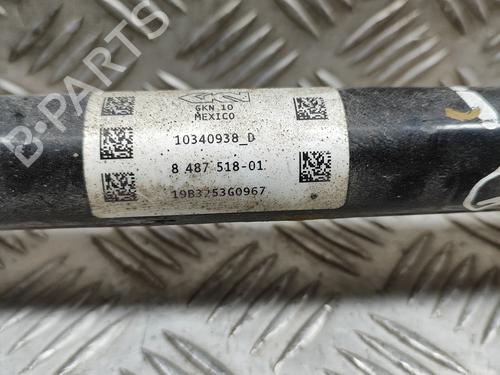 B-PARTS
GKN 10
MEXICO
10340938_D
8 487 518-01
19B3253G0967